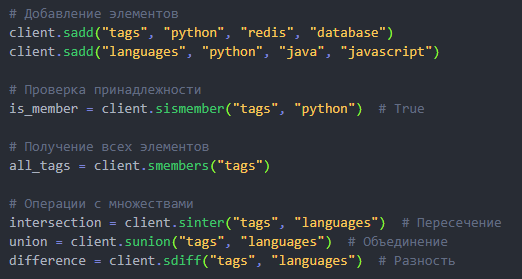 # Добавление элементов
client.sadd("tags", "python", "redis", "database")
client.sadd("languages", "python", "java", "javascript")
# Проверка принадлежности
is_member = client.sismember("tags", "python")  # True
# Получение всех элементов
all_tags = client.smembers("tags")
# Операции с множествами
intersection = client.sinter("tags", "languages")  # Пересечение
union = client.sunion("tags", "languages")  # Объединение
difference = client.sdiff("tags", "languages")  # Разность